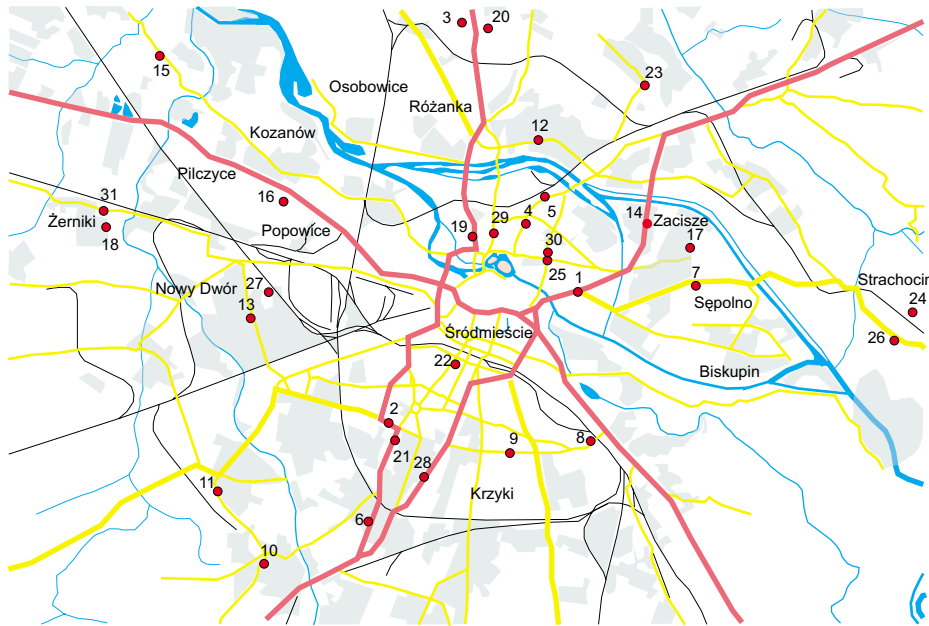 3
20
15
23
Osobowice
Różanka
12
Kozanów
Pilczyce
16
31
Żerniki
18
Popowice
19
29
4
5
14
Zacisze
30
17
25
1
7
Strachocin
Nowy Dwór
27
13
Sępolno
24
26
Śródmieście
22
Biskupin
2
21
9
8
28
11
Krzyki
6
10